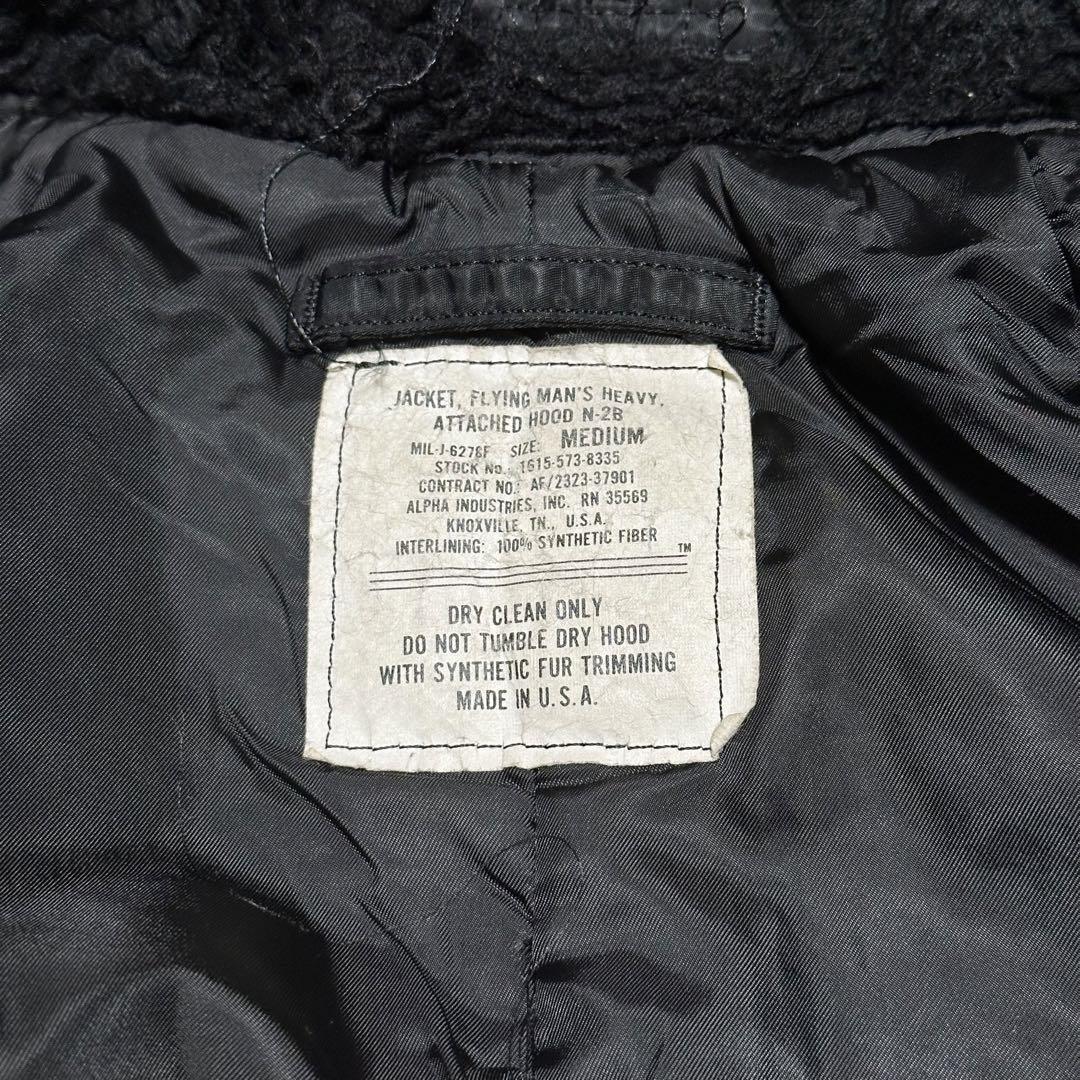 JACKET, FLYING MAN'S HEAVY,
ATTACHED HOOD N-2B
MIL-J-6278F SIZE: MEDIUM
STOCK NO.: 1615-573-8335
CONTRACT NO.: AF/2323-37901
ALPHA INDUSTRIES, INC. RN 35569
KNOXVILLE, TN., U.S.A.
INTERLINING: 100% SYNTHETIC FIBER
TM
DRY CLEAN ONLY
DO NOT TUMBLE DRY HOOD
WITH SYNTHETIC FUR TRIMMING
MADE IN U.S.A.